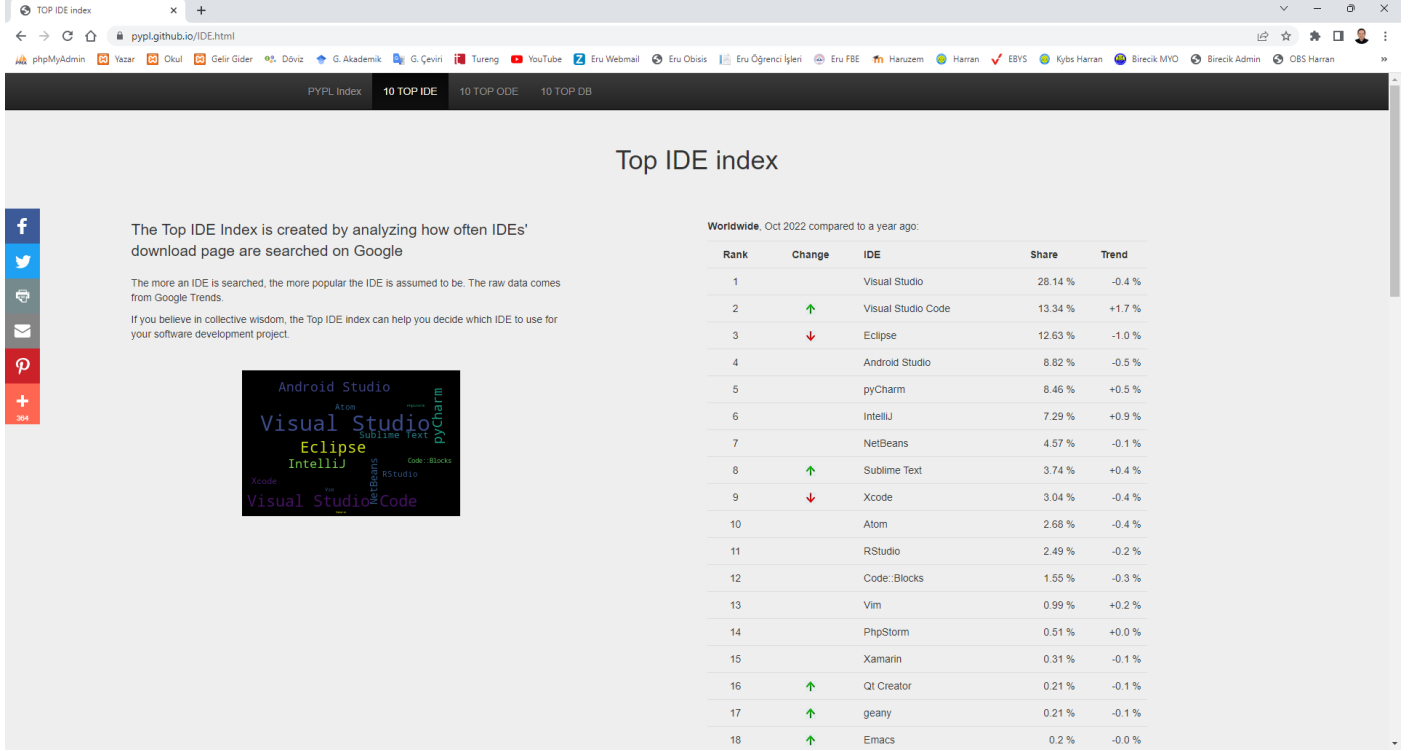 TOP IDE index
pypl.github.io/IDE.html
phpMyAdmin Yazar Okul Gelir Gider Döviz G. Akademik G. Çeviri Tureng YouTube Eru Webmail Eru Obisis Eru Öğrenci İşleri Eru FBE Haruzem Harran EBYS Kybs Harran Birecik MYO Birecik Admin OBS Harran »
PYPL Index 10 TOP IDE 10 TOP ODE 10 TOP DB
Top IDE index
The Top IDE Index is created by analyzing how often IDEs'
download page are searched on Google
The more an IDE is searched, the more popular the IDE is assumed to be. The raw data comes
from Google Trends.
If you believe in collective wisdom, the Top IDE index can help you decide which IDE to use for
your software development project.
384
Android Studio
Atom
Visual Studio
pyCharm
Sublime Text
Eclipse
IntelliJ
Code::Blocks
NetBeans
RStudio
Xcode
Vim
Visual Studio Code
Worldwide, Oct 2022 compared to a year ago:
Rank Change IDE Share Trend
1 Visual Studio 28.14 % -0.4 %
2 Visual Studio Code 13.34 % +1.7 %
3 Eclipse 12.63 % -1.0 %
4 Android Studio 8.82 % -0.5 %
5 pyCharm 8.46 % +0.5 %
6 IntelliJ 7.29 % +0.9 %
7 NetBeans 4.57 % -0.1 %
8 Sublime Text 3.74 % +0.4 %
9 Xcode 3.04 % -0.4 %
10 Atom 2.68 % -0.4 %
11 RStudio 2.49 % -0.2 %
12 Code::Blocks 1.55 % -0.3 %
13 Vim 0.99 % +0.2 %
14 PhpStorm 0.51 % +0.0 %
15 Xamarin 0.31 % -0.1 %
16 Qt Creator 0.21 % -0.1 %
17 geany 0.21 % -0.1 %
18 Emacs 0.2 % -0.0 %